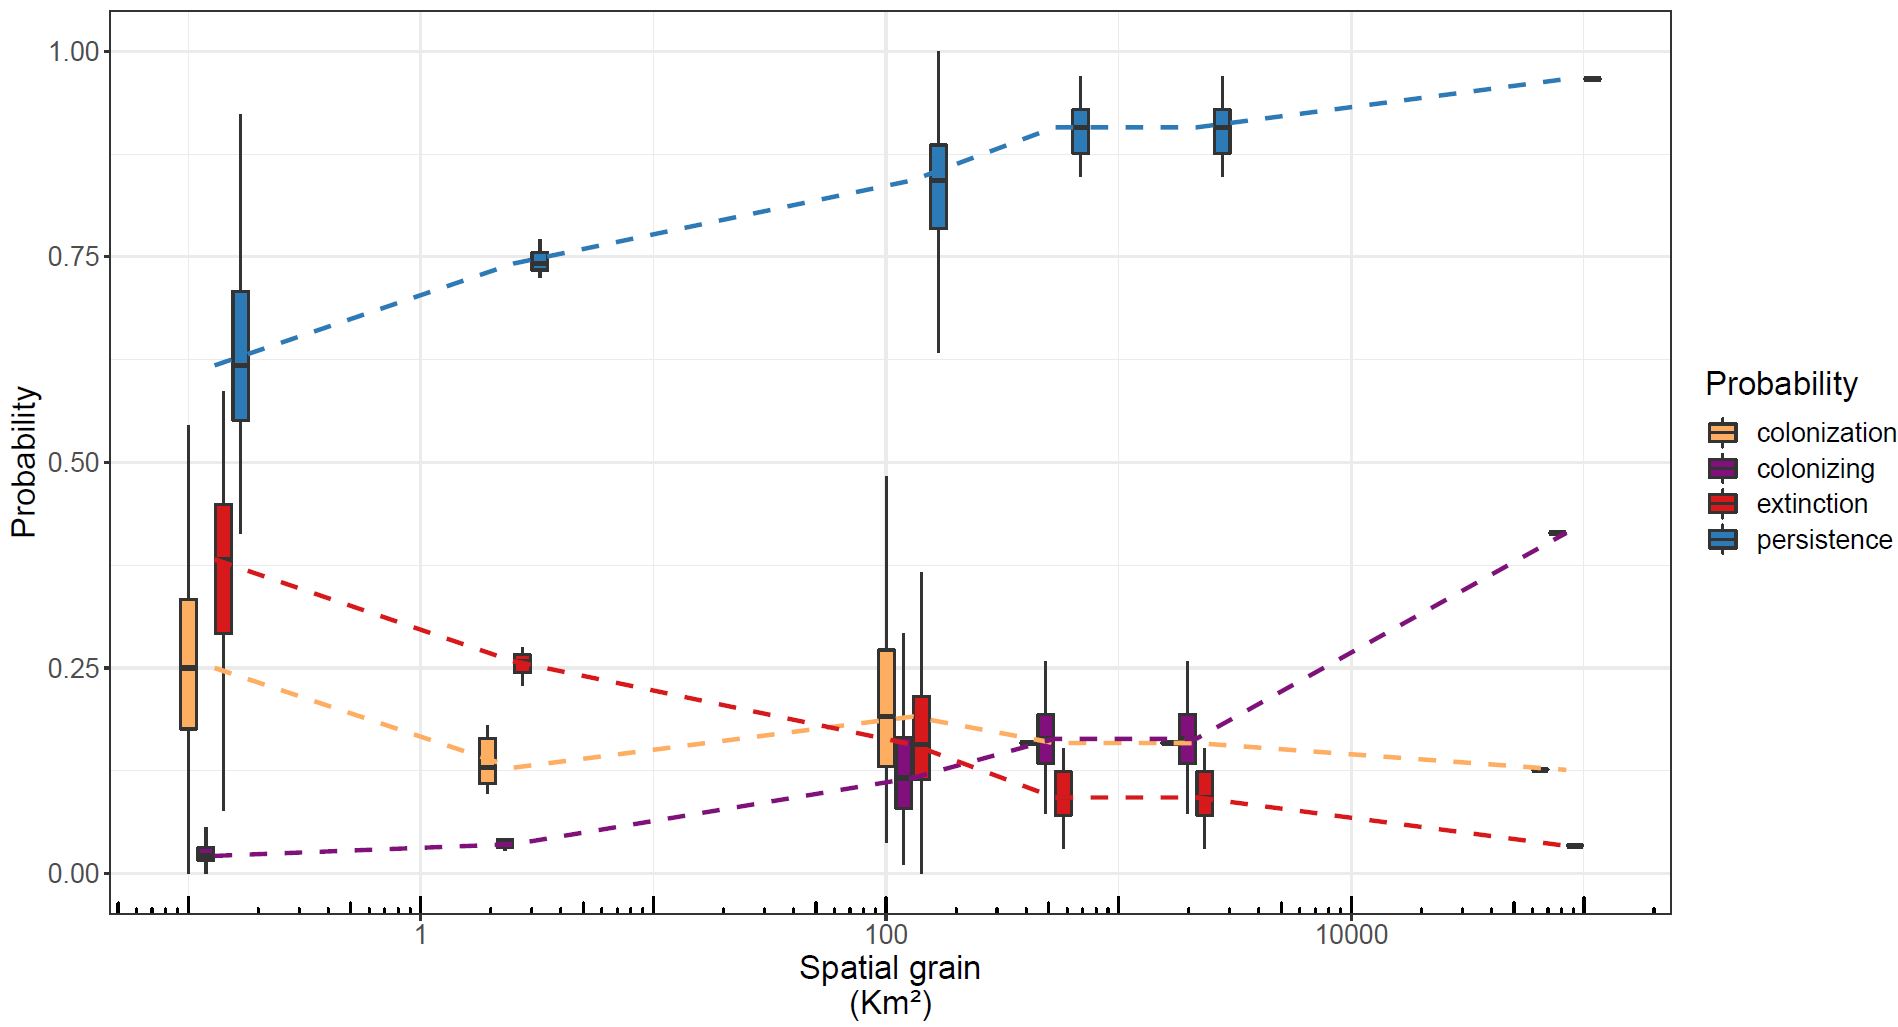 1.00
0.75
0.50
0.25
0.00
Probability
1
100
10000
Spatial grain
(Km²)
Probability
colonization
colonizing
extinction
persistence